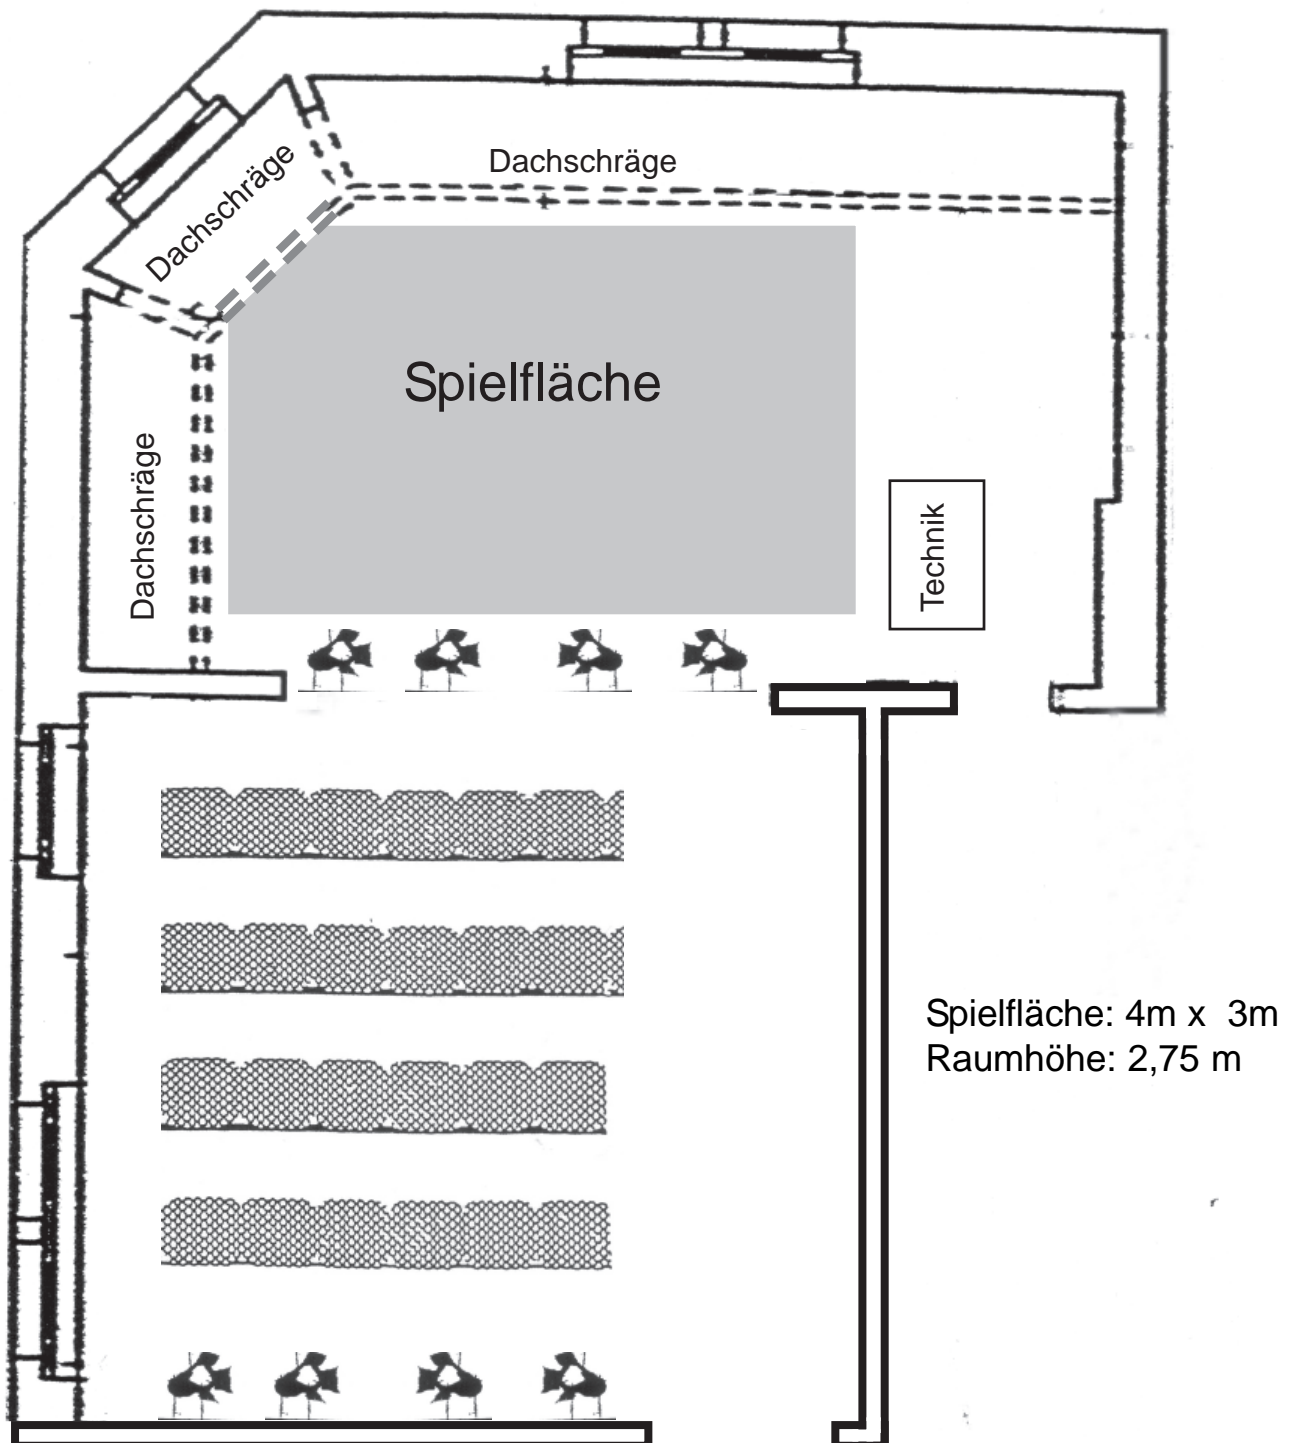 Dachschräge
Dachschräge
Spielfläche
Dachschräge
Technik
Spielfläche: 4m x  3m
Raumhöhe: 2,75 m